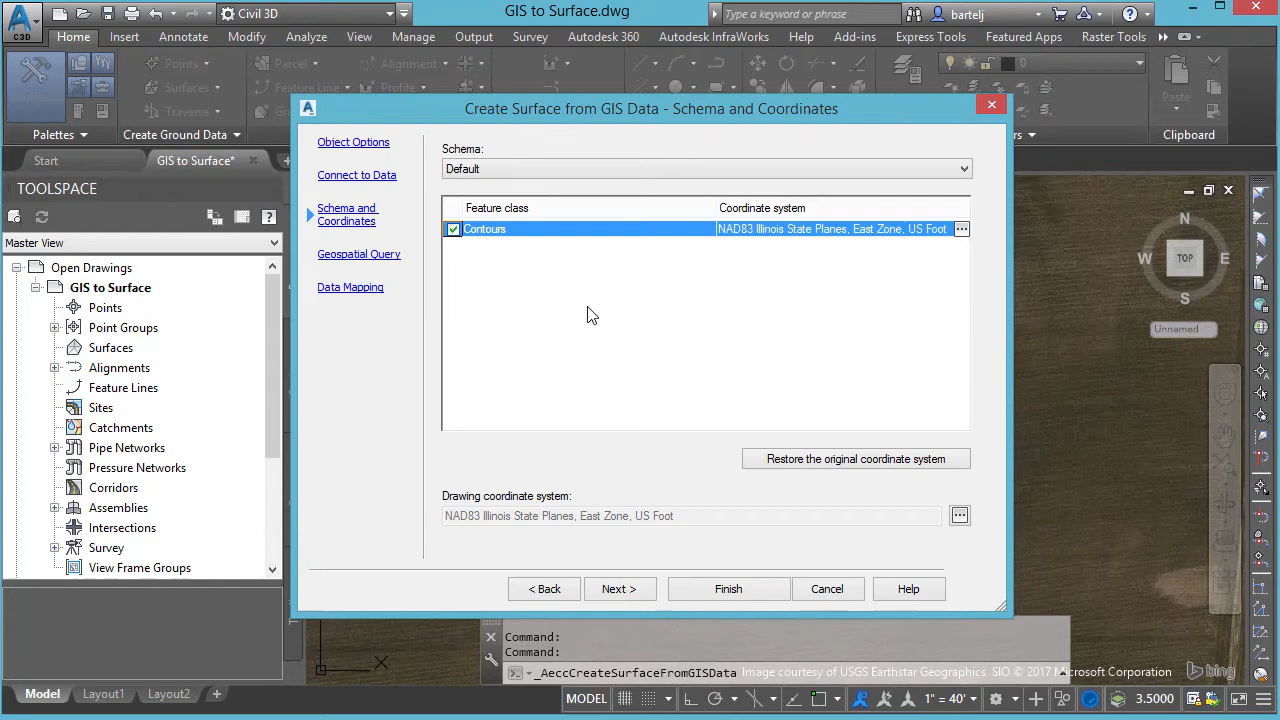 Civil 3D
GIS to Surface.dwg
Type a keyword or phrase
bartelj
C3D
Home
Insert
Annotate
Modify
Analyze
View
Manage
Output
Survey
Autodesk 360
Autodesk InfraWorks
Help
Add-ins
Express Tools
Featured Apps
Raster Tools
Points
Surfaces
Traverse
Parcel
Feature Line
Alignment
Profile
0
Paste
Palettes
Create Ground Data
Clipboard
Start
GIS to Surface*
TOOLSPACE
Master View
Open Drawings
GIS to Surface
Points
Point Groups
Surfaces
Alignments
Feature Lines
Sites
Catchments
Pipe Networks
Pressure Networks
Corridors
Assemblies
Intersections
Survey
View Frame Groups
Create Surface from GIS Data - Schema and Coordinates
Object Options
Connect to Data
Schema and
Coordinates
Geospatial Query
Data Mapping
Schema:
Default
Feature class
Coordinate system
Contours
NAD83 Illinois State Planes, East Zone, US Foot
Restore the original coordinate system
Drawing coordinate system:
NAD83 Illinois State Planes, East Zone, US Foot
< Back
Next >
Finish
Cancel
Help
N
W
TOP
E
S
Unnamed
Command:
Command:
_AeccCreateSurfaceFromGISData
Image courtesy of USGS Earthstar Geographics SIO © 2017 Microsoft Corporation
bing
Model
Layout1
Layout2
MODEL
1" = 40'
3.5000